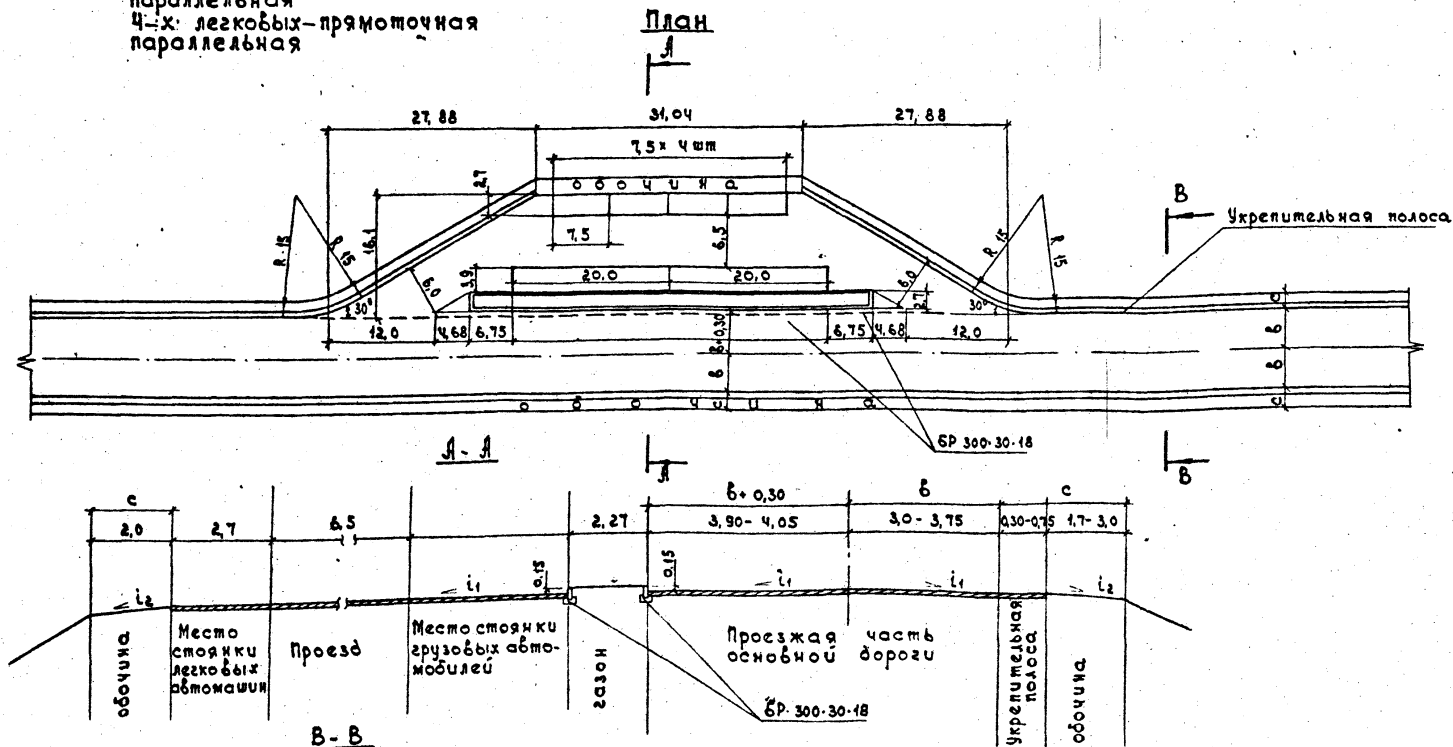 параллельная
4-х легковых-прямоточная
параллельная
План
А
27,88
31,04
27,88
7,5 х 4 шт
2,7
обочина
В
Укрепительная полоса
R-15
R-15
16,1
7,5
6,5
R-15
R-15
3,9
20,0
20,0
6,0
6,0
2,7
30°
30°
12,0
4,68
6,75
в+0,30
6,75
4,68
12,0
с
в
в
в
с
обочина
с
БР 300-30-18
А-А
А
В
с
в+0,30
в
с
2,0
2,7
6,5
2,27
3,90-4,05
3,0-3,75
0,30-0,75
1,7-3,0
i2
i1
0,15
0,15
i1
i1
i2
обочина
Место
стоянки
легковых
автомашин
Проезд
Место стоянки
грузовых авто-
мобилей
газон
Проезжая часть
основной дороги
Укрепительная
полоса
обочина
БР-300-30-18
В-В